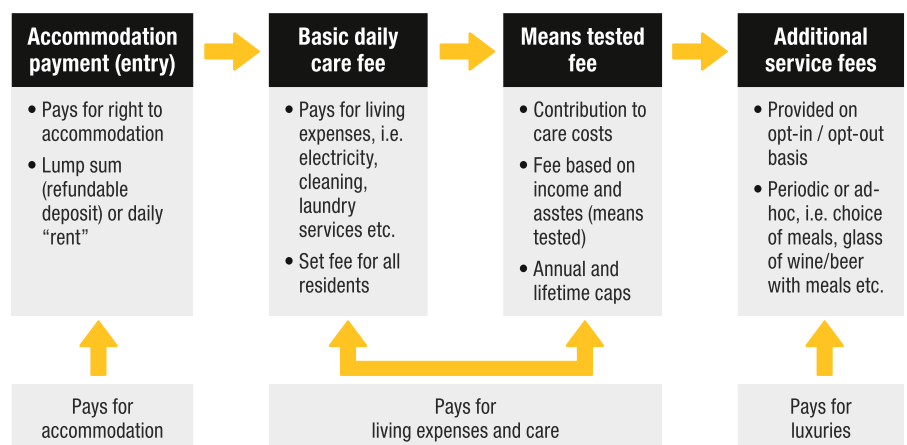 Accommodation
payment (entry)
• Pays for right to
accommodation
• Lump sum
(refundable
deposit) or daily
“rent”
Basic daily
care fee
• Pays for living
expenses, i.e.
electricity,
cleaning,
laundry
services etc.
• Set fee for all
residents
Means tested
fee
• Contribution to
care costs
• Fee based on
income and
asstes (means
tested)
• Annual and
lifetime caps
Additional
service fees
• Provided on
opt-in / opt-out
basis
• Periodic or ad-
hoc, i.e. choice
of meals, glass
of wine/beer
with meals etc.
Pays for
accommodation
Pays for
living expenses and care
Pays for
luxuries